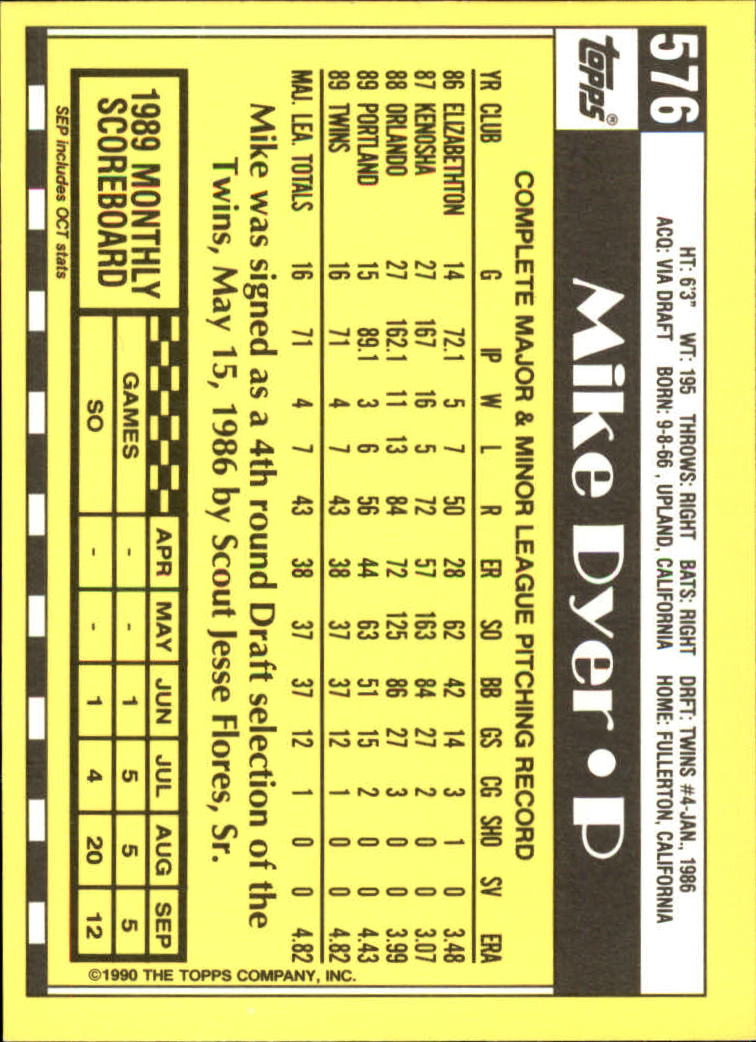 576
HT: 6'3" WT: 195 THROWS: RIGHT BATS: RIGHT DRFT: TWINS #4-JAN., 1986
ACQ: VIA DRAFT BORN: 9-8-66 , UPLAND, CALIFORNIA HOME: FULLERTON, CALIFORNIA
topps®
Mike Dyer • P
COMPLETE MAJOR & MINOR LEAGUE PITCHING RECORD
YR CLUB G IP W L R ER SO BB GS CG SHO SV ERA
86 ELIZABETHTON 14 72.1 5 7 50 28 62 42 14 3 1 0 3.48
87 KENOSHA 27 167 16 5 72 57 163 84 27 2 0 0 3.07
88 ORLANDO 27 162.1 11 13 84 72 125 86 27 3 0 0 3.99
89 PORTLAND 15 89.1 3 6 56 44 63 51 15 2 0 0 4.43
89 TWINS 16 71 4 7 43 38 37 37 12 1 0 0 4.82
MAJ. LEA. TOTALS 16 71 4 7 43 38 37 37 12 1 0 0 4.82
Mike was signed as a 4th round Draft selection of the
Twins, May 15, 1986 by Scout Jesse Flores, Sr.
1989 MONTHLY
SCOREBOARD
APR MAY JUN JUL AUG SEP
GAMES - - 1 5 5 5
SO - - 1 4 20 12
SEP includes OCT stats
©1990 THE TOPPS COMPANY, INC.